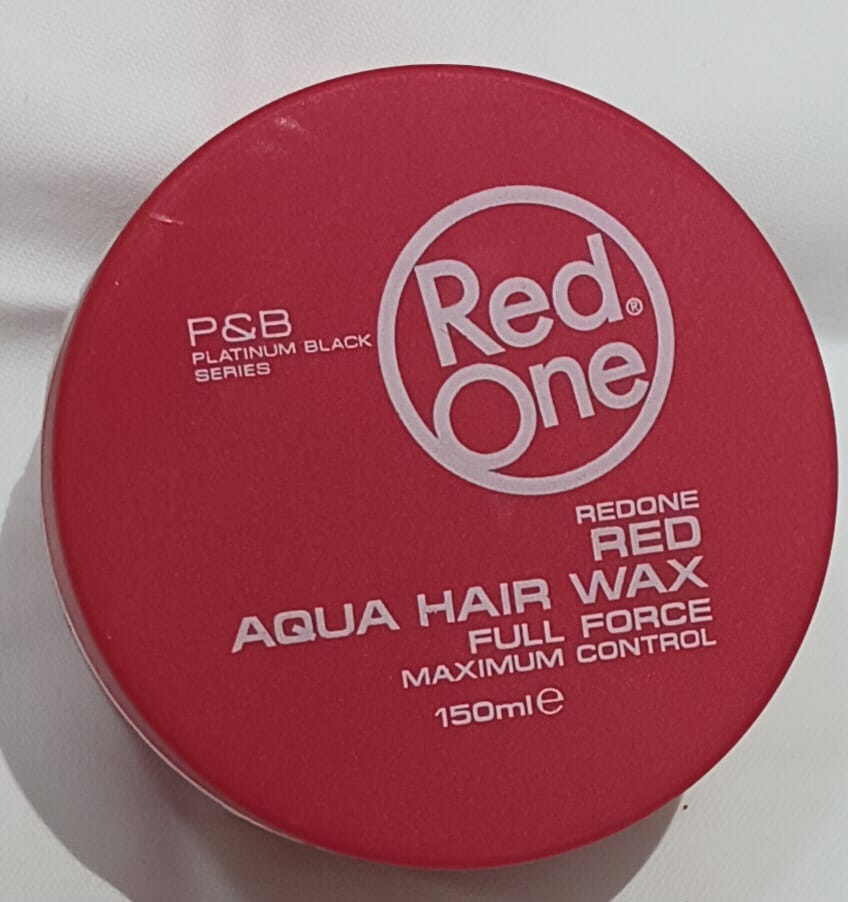 P&B
PLATINUM BLACK
SERIES
Red®
One
REDONE
RED
AQUA HAIR WAX
FULL FORCE
MAXIMUM CONTROL
150ml℮